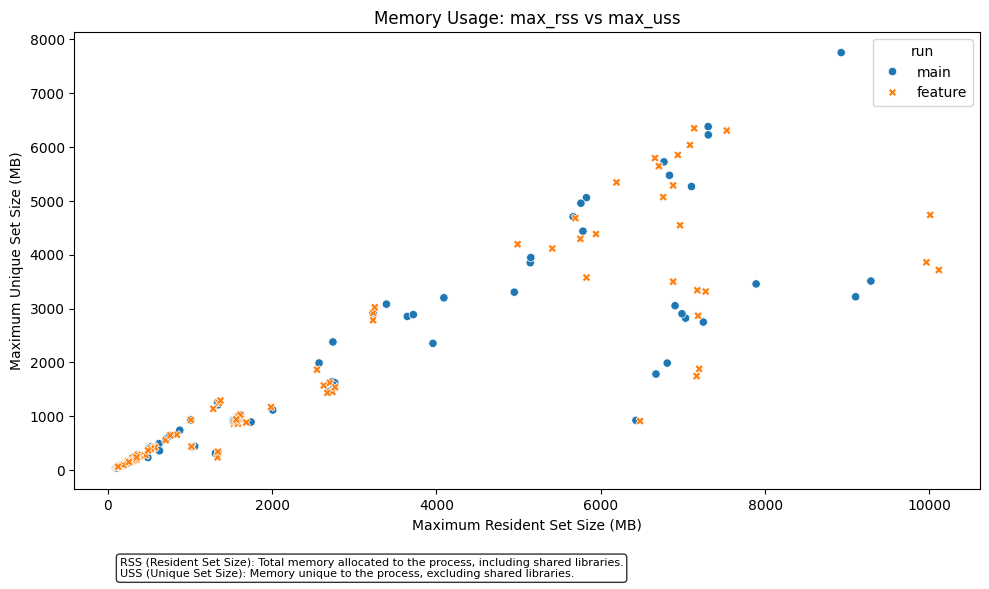 Memory Usage: max_rss vs max_uss
8000
7000
6000
5000
4000
3000
2000
1000
0
Maximum Unique Set Size (MB)
run
main
feature
0
2000
4000
6000
8000
10000
Maximum Resident Set Size (MB)
RSS (Resident Set Size): Total memory allocated to the process, including shared libraries.
USS (Unique Set Size): Memory unique to the process, excluding shared libraries.